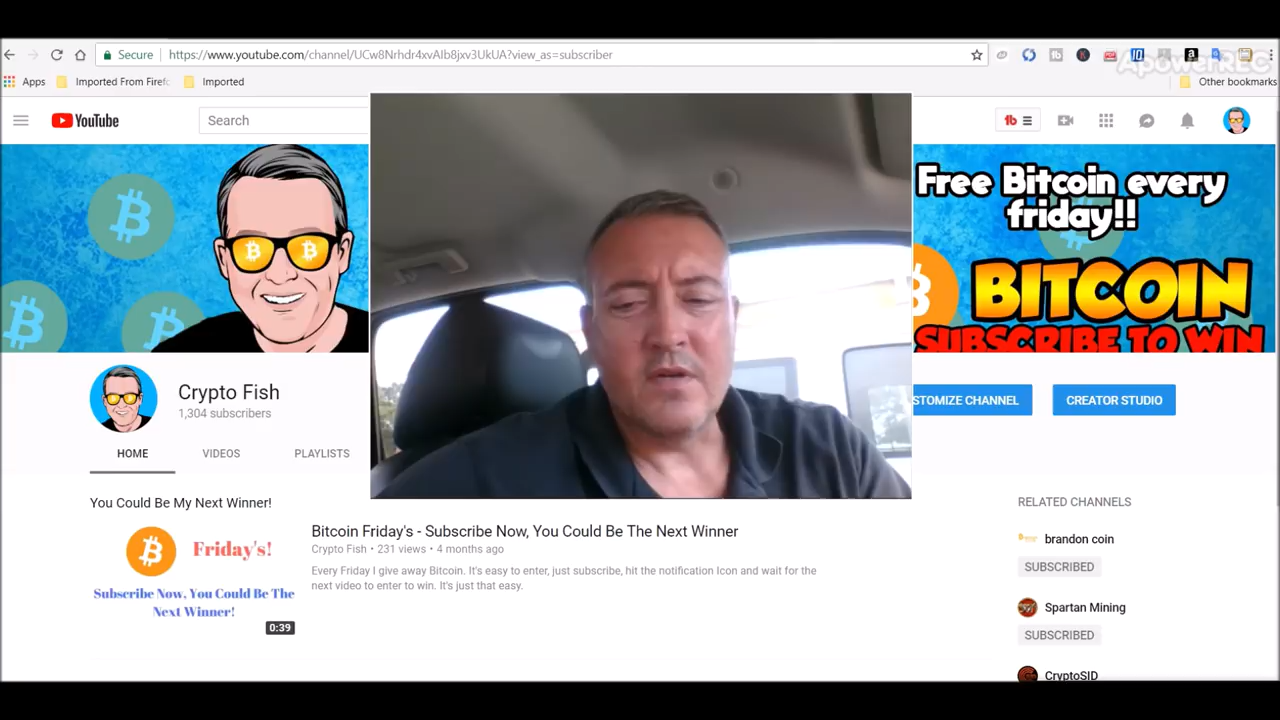 ApowerREC
Secure
https://www.youtube.com/channel/UCw8Nrhdr4xvAIb8jxv3UkUA?view_as=subscriber
Apps
Imported From Firef
Imported
Other bookmarks
YouTube
Search
Free Bitcoin every
friday!!
BITCOIN
SUBSCRIBE TO WIN
Crypto Fish
1,304 subscribers
STOMIZE CHANNEL
CREATOR STUDIO
HOME
VIDEOS
PLAYLISTS
You Could Be My Next Winner!
RELATED CHANNELS
Friday's!
Subscribe Now, You Could Be The
Next Winner!
0:39
Bitcoin Friday's - Subscribe Now, You Could Be The Next Winner
Crypto Fish • 231 views • 4 months ago
Every Friday I give away Bitcoin. It's easy to enter, just subscribe, hit the notification Icon and wait for the
next video to enter to win. It's just that easy.
brandon coin
SUBSCRIBED
Spartan Mining
SUBSCRIBED
CryptoSID